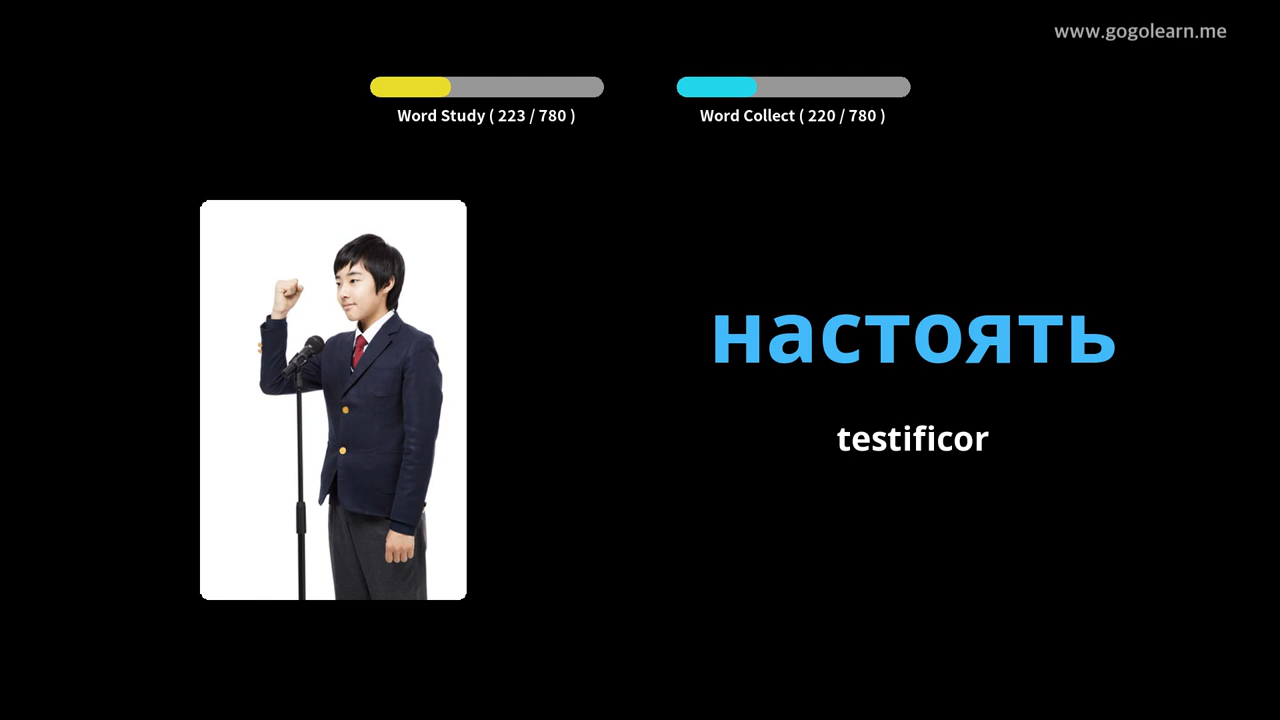 www.gogolearn.me
Word Study ( 223 / 780 )
Word Collect ( 220 / 780 )
настоять
testificor